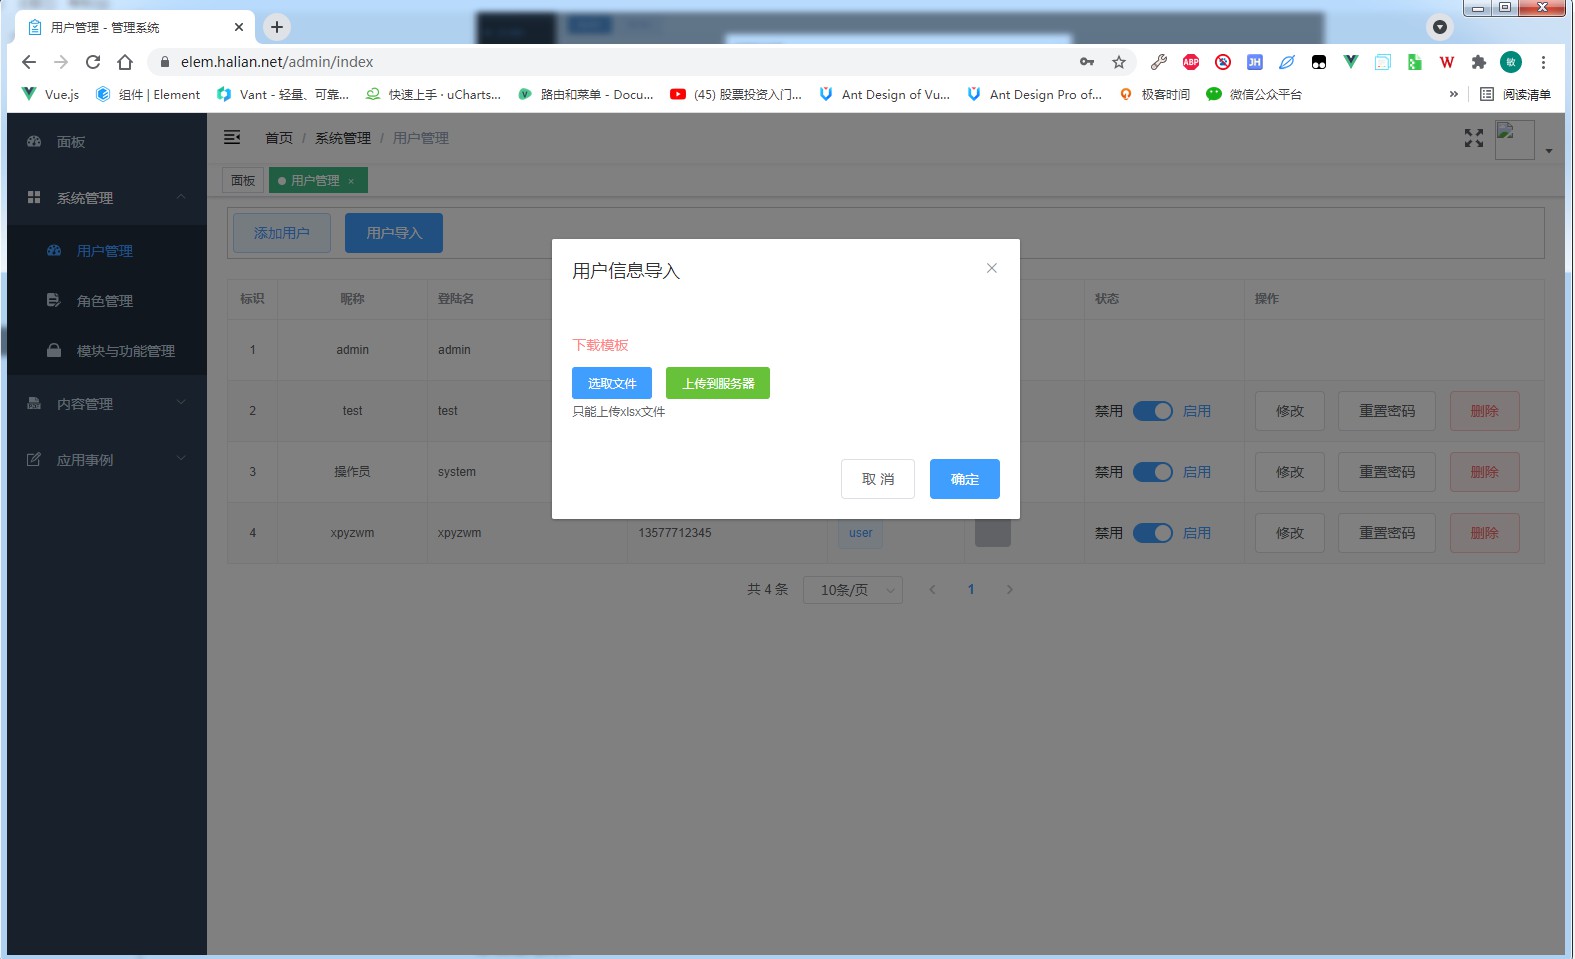 用户管理 - 管理系统
elem.halian.net/admin/index
ABP
JH
W
敏
Vue.js
组件 | Element
Vant - 轻量、可靠...
快速上手 · uCharts...
路由和菜单 - Docu...
(45) 股票投资入门...
Ant Design of Vu...
Ant Design Pro of...
极客时间
微信公众平台
»
阅读清单
面板
系统管理
用户管理
角色管理
模块与功能管理
内容管理
应用事例
首页 / 系统管理 / 用户管理
面板
用户管理 ×
添加用户
用户导入
标识 昵称 登陆名 状态 操作
1 admin admin
2 test test 禁用 启用 修改 重置密码 删除
3 操作员 system 禁用 启用 修改 重置密码 删除
4 xpyzwm xpyzwm 13577712345 user 禁用 启用 修改 重置密码 删除
共 4 条 10条/页 1
用户信息导入
下载模板
选取文件 上传到服务器
只能上传xlsx文件
取 消 确定